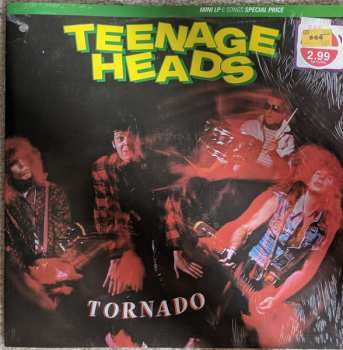 MINI LP 6 SONGS SPECIAL PRICE
TEENAGE
HEADS
2.99
TORNADO